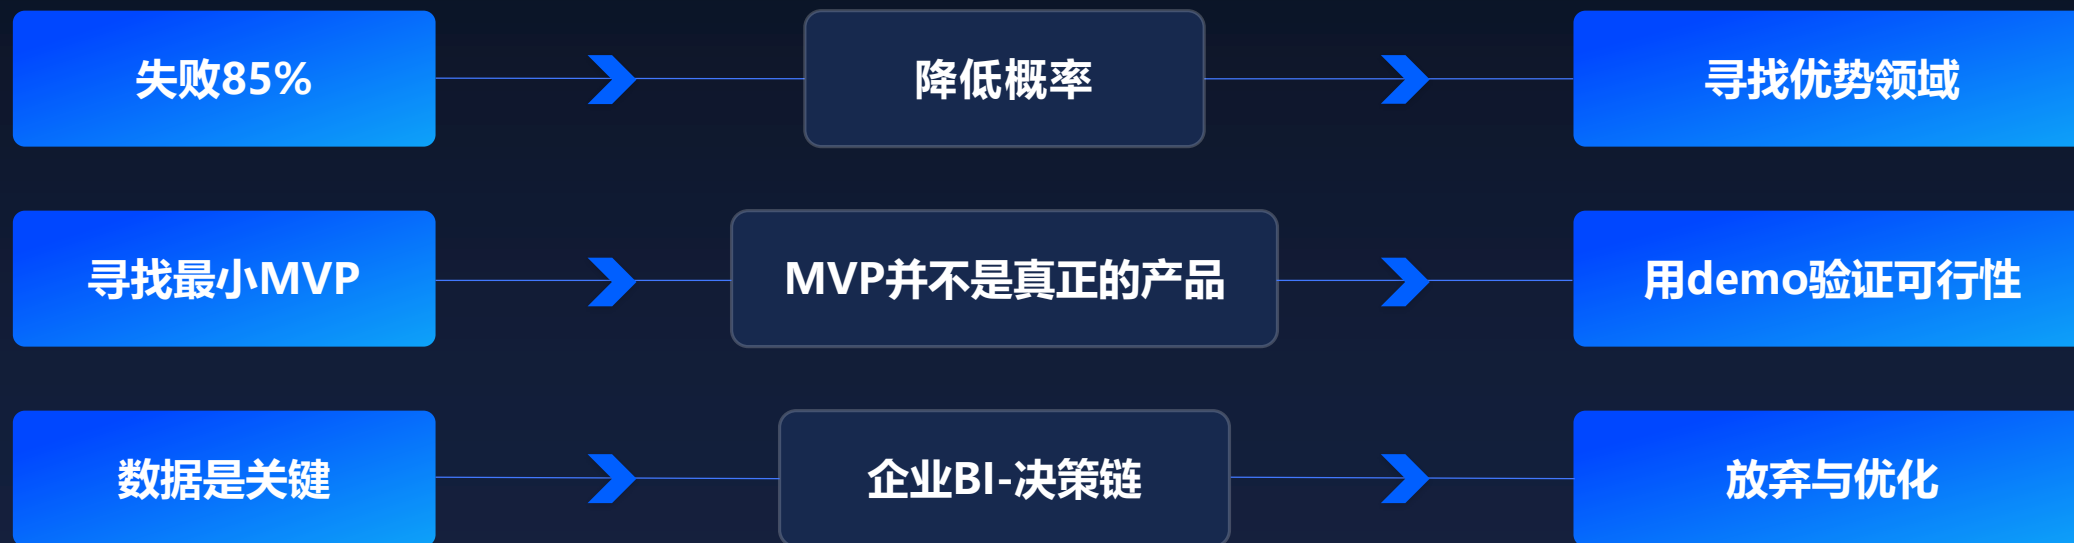 失败85%
降低概率
寻找优势领域
寻找最小MVP
MVP并不是真正的产品
用demo验证可行性
数据是关键
企业BI-决策链
放弃与优化